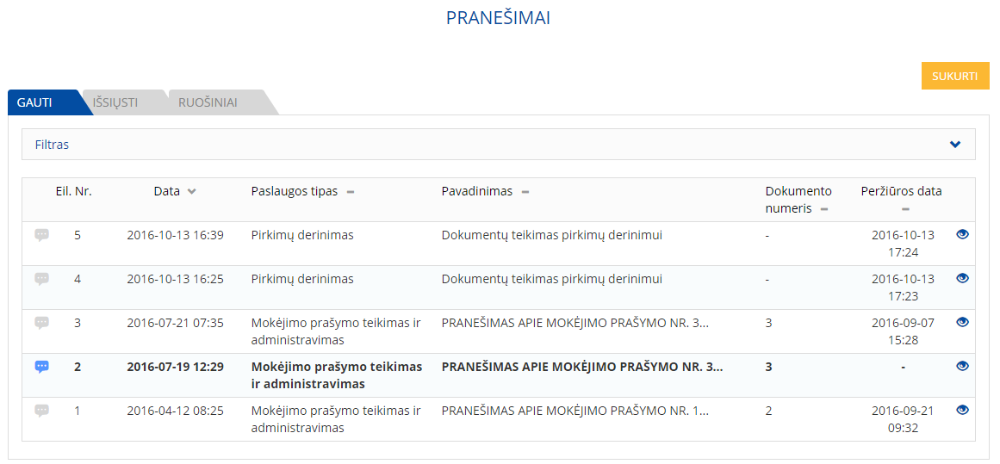 PRANEŠIMAI
SUKURTI
GAUTI IŠSIŲSTI RUOŠINIAI
Filtras
Eil. Nr. Data Paslaugos tipas Pavadinimas Dokumento numeris Peržiūros data
5 2016-10-13 16:39 Pirkimų derinimas Dokumentų teikimas pirkimų derinimui - 2016-10-13 17:24
4 2016-10-13 16:25 Pirkimų derinimas Dokumentų teikimas pirkimų derinimui - 2016-10-13 17:23
3 2016-07-21 07:35 Mokėjimo prašymo teikimas ir administravimas PRANEŠIMAS APIE MOKĖJIMO PRAŠYMO NR. 3... 3 2016-09-07 15:28
2 2016-07-19 12:29 Mokėjimo prašymo teikimas ir administravimas PRANEŠIMAS APIE MOKĖJIMO PRAŠYMO NR. 3... 3 -
1 2016-04-12 08:25 Mokėjimo prašymo teikimas ir administravimas PRANEŠIMAS APIE MOKĖJIMO PRAŠYMO NR. 1... 2 2016-09-21 09:32